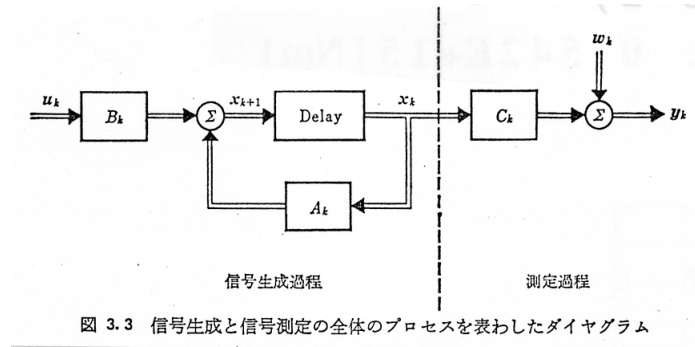 w_k
u_k
B_k
Σ
x_{k+1}
Delay
x_k
C_k
Σ
y_k
A_k
信号生成過程
測定過程
図 3.3 信号生成と信号測定の全体のプロセスを表わしたダイヤグラム